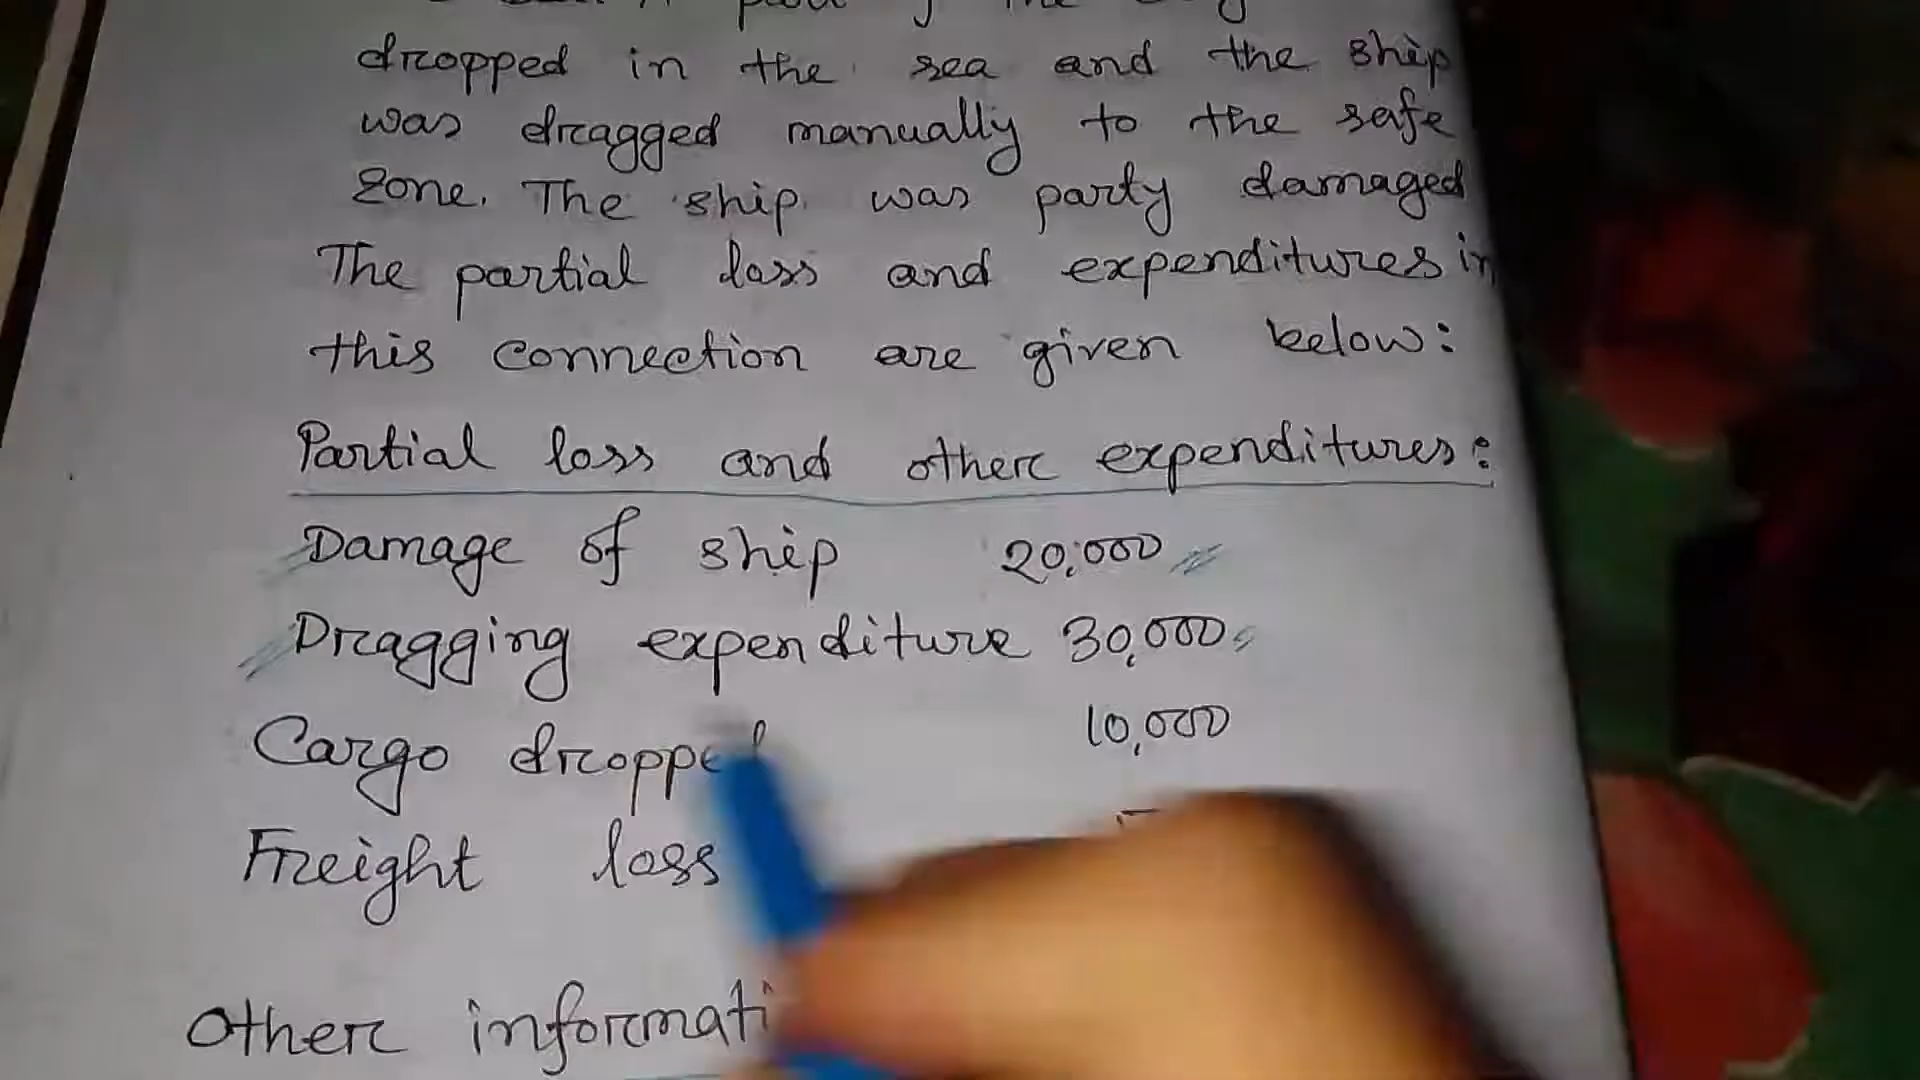 dropped in the sea and the ship
was dragged manually to the safe
zone. The ship was party damaged
The partial loss and expenditures in
this connection are given below:
Partial loss and other expenditures:
Damage of ship 20,000
Dragging expenditure 30,000
Cargo dropped 10,000
Freight loss
Other informati